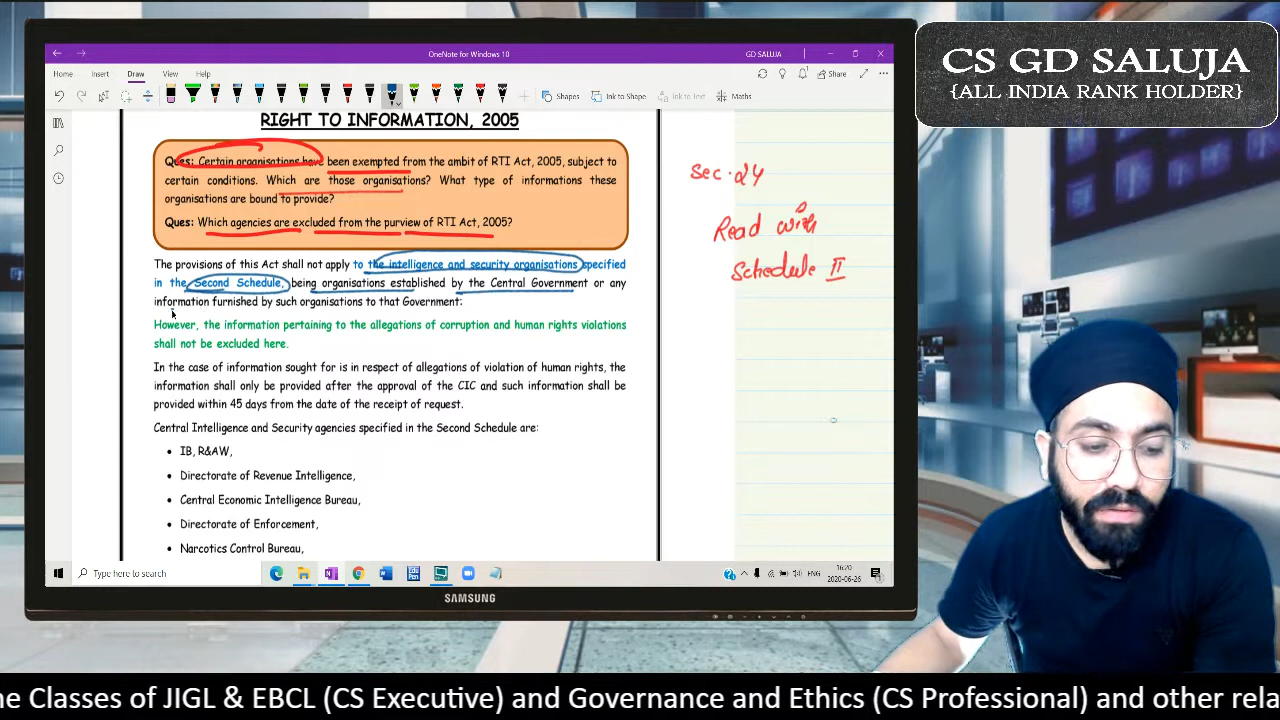 OneNote for Windows 10
GD SALUJA
Home Insert Draw View Help
Share
Shapes Ink to Shape Ink to Text Maths
RIGHT TO INFORMATION, 2005
Ques: Certain organisations have been exempted from the ambit of RTI Act, 2005, subject to
certain conditions. Which are those organisations? What type of informations these
organisations are bound to provide?
Ques: Which agencies are excluded from the purview of RTI Act, 2005?
The provisions of this Act shall not apply to the intelligence and security organisations specified
in the Second Schedule, being organisations established by the Central Government or any
information furnished by such organisations to that Government:
However, the information pertaining to the allegations of corruption and human rights violations
shall not be excluded here.
In the case of information sought for is in respect of allegations of violation of human rights, the
information shall only be provided after the approval of the CIC and such information shall be
provided within 45 days from the date of the receipt of request.
Central Intelligence and Security agencies specified in the Second Schedule are:
• IB, R&AW,
• Directorate of Revenue Intelligence,
• Central Economic Intelligence Bureau,
• Directorate of Enforcement,
• Narcotics Control Bureau,
Sec. 24
Read with
Schedule II
Type here to search
ENG
16:20
2020-06-26
SAMSUNG
CS GD SALUJA
{ALL INDIA RANK HOLDER}
he Classes of JIGL & EBCL (CS Executive) and Governance and Ethics (CS Professional) and other rela